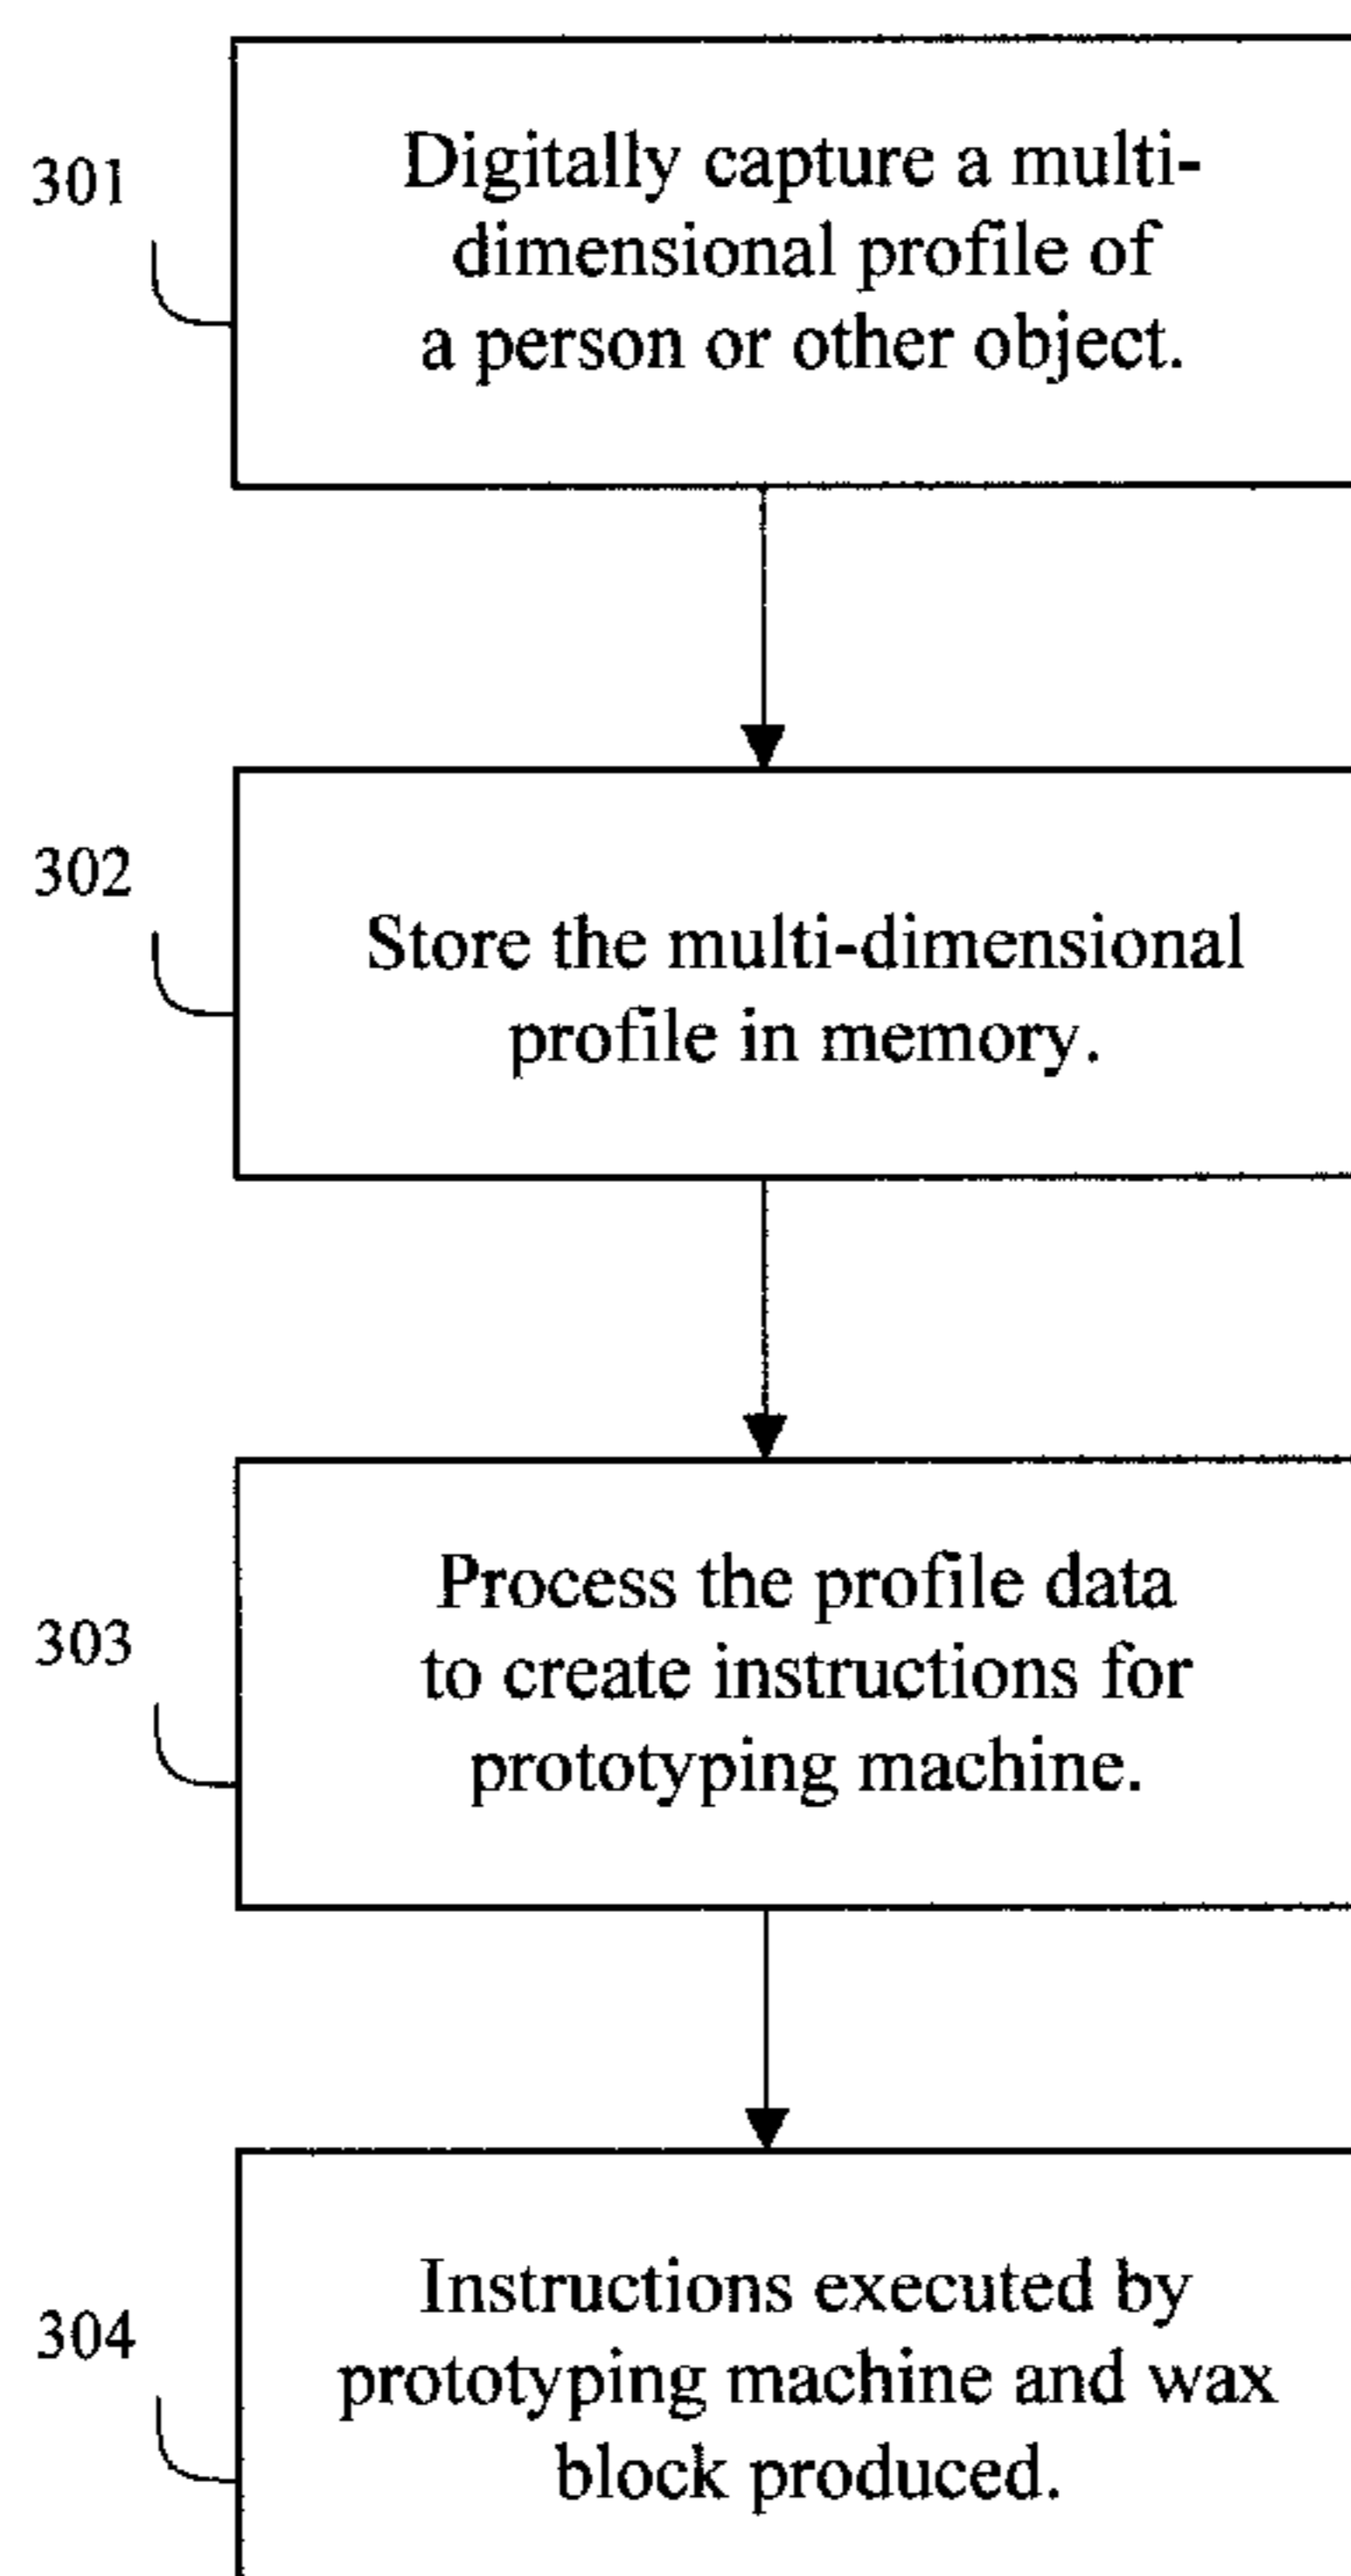 301
Digitally capture a multi-
dimensional profile of
a person or other object.
302
Store the multi-dimensional
profile in memory.
303
Process the profile data
to create instructions for
prototyping machine.
304
Instructions executed by
prototyping machine and wax
block produced.